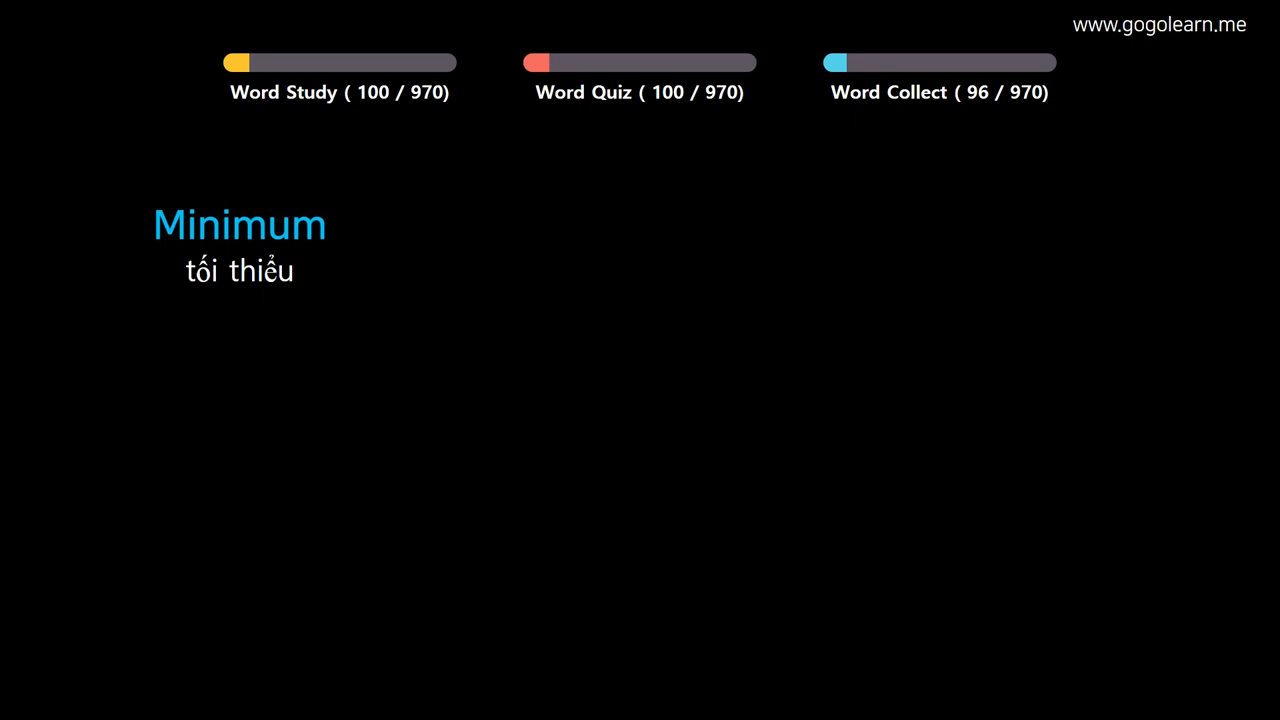 www.gogolearn.me
Word Study ( 100 / 970)
Word Quiz ( 100 / 970)
Word Collect ( 96 / 970)
Minimum
tối thiểu